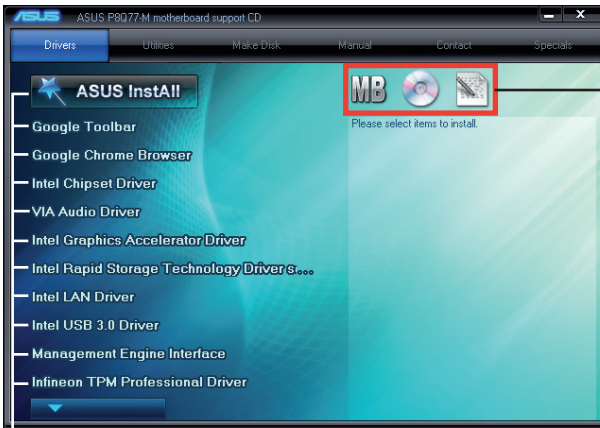 ASUS ASUS P8Q77-M motherboard support CD
Drivers Utilities Make Disk Manual Contact Specials
ASUS InstAll
MB
Please select items to install.
Google Toolbar
Google Chrome Browser
Intel Chipset Driver
VIA Audio Driver
Intel Graphics Accelerator Driver
Intel Rapid Storage Technology Driver s...
Intel LAN Driver
Intel USB 3.0 Driver
Management Engine Interface
Infineon TPM Professional Driver